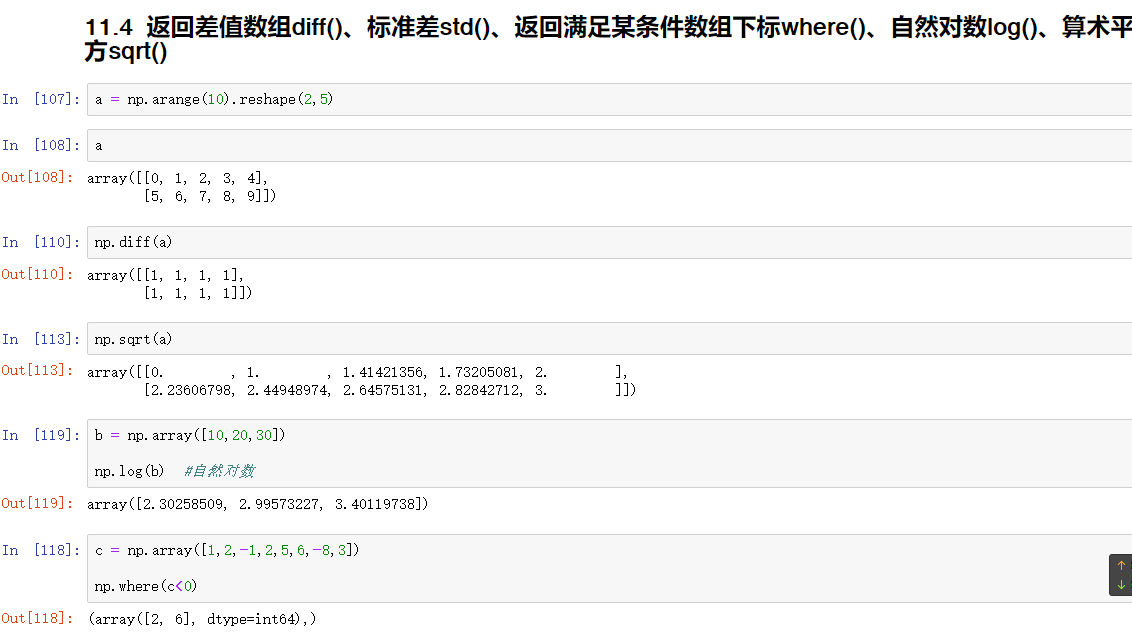 11.4 返回差值数组diff()、标准差std()、返回满足某条件数组下标where()、自然对数log()、算术平
方sqrt()
In [107]: a = np.arange(10).reshape(2,5)
In [108]: a
Out[108]: array([[0, 1, 2, 3, 4],
[5, 6, 7, 8, 9]])
In [110]: np.diff(a)
Out[110]: array([[1, 1, 1, 1],
[1, 1, 1, 1]])
In [113]: np.sqrt(a)
Out[113]: array([[0.        , 1.        , 1.41421356, 1.73205081, 2.        ],
[2.23606798, 2.44948974, 2.64575131, 2.82842712, 3.        ]])
In [119]: b = np.array([10,20,30])
np.log(b)  #自然对数
Out[119]: array([2.30258509, 2.99573227, 3.40119738])
In [118]: c = np.array([1,2,-1,2,5,6,-8,3])
np.where(c<0)
Out[118]: (array([2, 6], dtype=int64),)